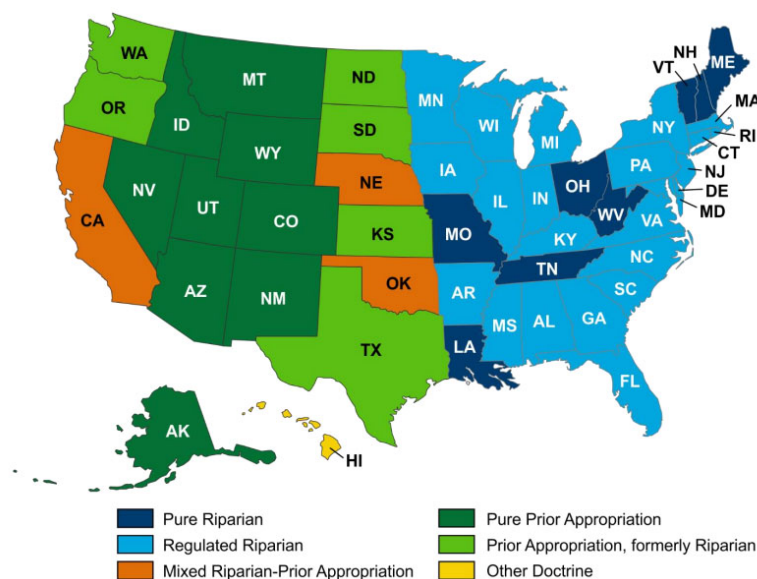 WA
MT
ND
MN
VT
NH
ME
OR
ID
SD
WI
MI
NY
MA
RI
CT
WY
IA
PA
NJ
NE
OH
DE
MD
NV
UT
CO
IL
IN
WV
VA
CA
KS
MO
KY
AZ
NM
OK
TN
NC
AR
SC
TX
MS
AL
GA
LA
FL
AK
HI
Pure Riparian
Regulated Riparian
Mixed Riparian-Prior Appropriation
Pure Prior Appropriation
Prior Appropriation, formerly Riparian
Other Doctrine